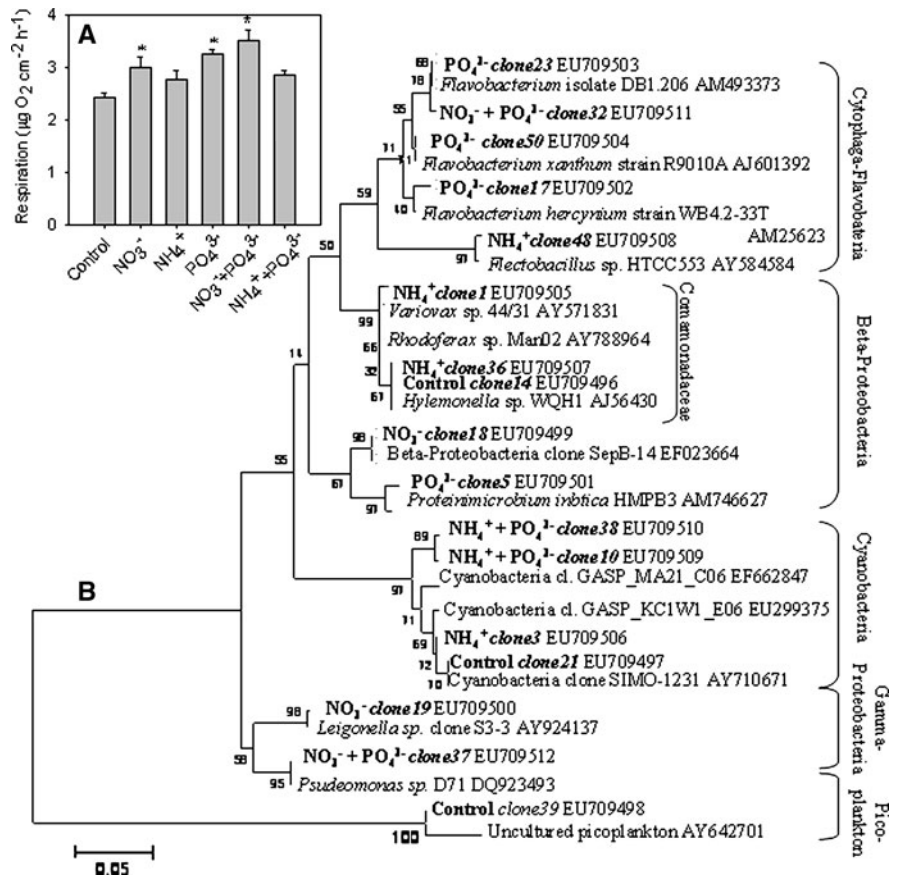 A
Respiration (µg O₂ cm⁻² h⁻¹)
4
3
2
1
0
*
*
*
Control
NO₃⁻
NH₄⁺
PO₄³⁻
NO₃⁻+PO₄³⁻
NH₄⁺+PO₄³⁻
B
PO₄³⁻ clone23 EU709503
Flavobacterium isolate DB1.206 AM493373
NO₃⁻ + PO₄³⁻ clone32 EU709511
PO₄³⁻ clone50 EU709504
Flavobacterium xanthum strain R9010A AJ601392
PO₄³⁻ clone17 EU709502
Flavobacterium hercynium strain WB4.2-33T
AM25623
NH₄⁺ clone48 EU709508
Flectobacillus sp. HTCC553 AY584584
NH₄⁺ clone1 EU709505
Variovax sp. 44/31 AY571831
Rhodoferax sp. Man02 AY788964
NH₄⁺ clone36 EU709507
Control clone14 EU709496
Hylemonella sp. WQH1 AJ56430
NO₃⁻ clone18 EU709499
Beta-Proteobacteria clone SepB-14 EF023664
PO₄³⁻ clone5 EU709501
Proteinimicrobium HMPB3 AM746627
NH₄⁺ + PO₄³⁻ clone38 EU709510
NH₄⁺ + PO₄³⁻ clone10 EU709509
Cyanobacteria cl. GASP_MA21_C06 EF662847
Cyanobacteria cl. GASP_KC1W1_E06 EU299375
NH₄⁺ clone3 EU709506
Control clone21 EU709497
Cyanobacteria clone SIMO-1231 AY710671
NO₃⁻ clone19 EU709500
Leigonella sp. clone S3-3 AY924137
NO₃⁻ + PO₄³⁻ clone37 EU709512
Psudeomonas sp. D71 DQ923493
Control clone39 EU709498
Uncultured picoplankton AY642701
68
78
55
71
59
50
99
66
32
67
98
67
55
89
71
69
72
70
98
58
95
100
0.05
Cytophaga-Flavobateria
Comamonadaceae
Beta-Proteobacteria
Cyanobacteria
Gamma-
Proteobacteria
Pico-
plankton